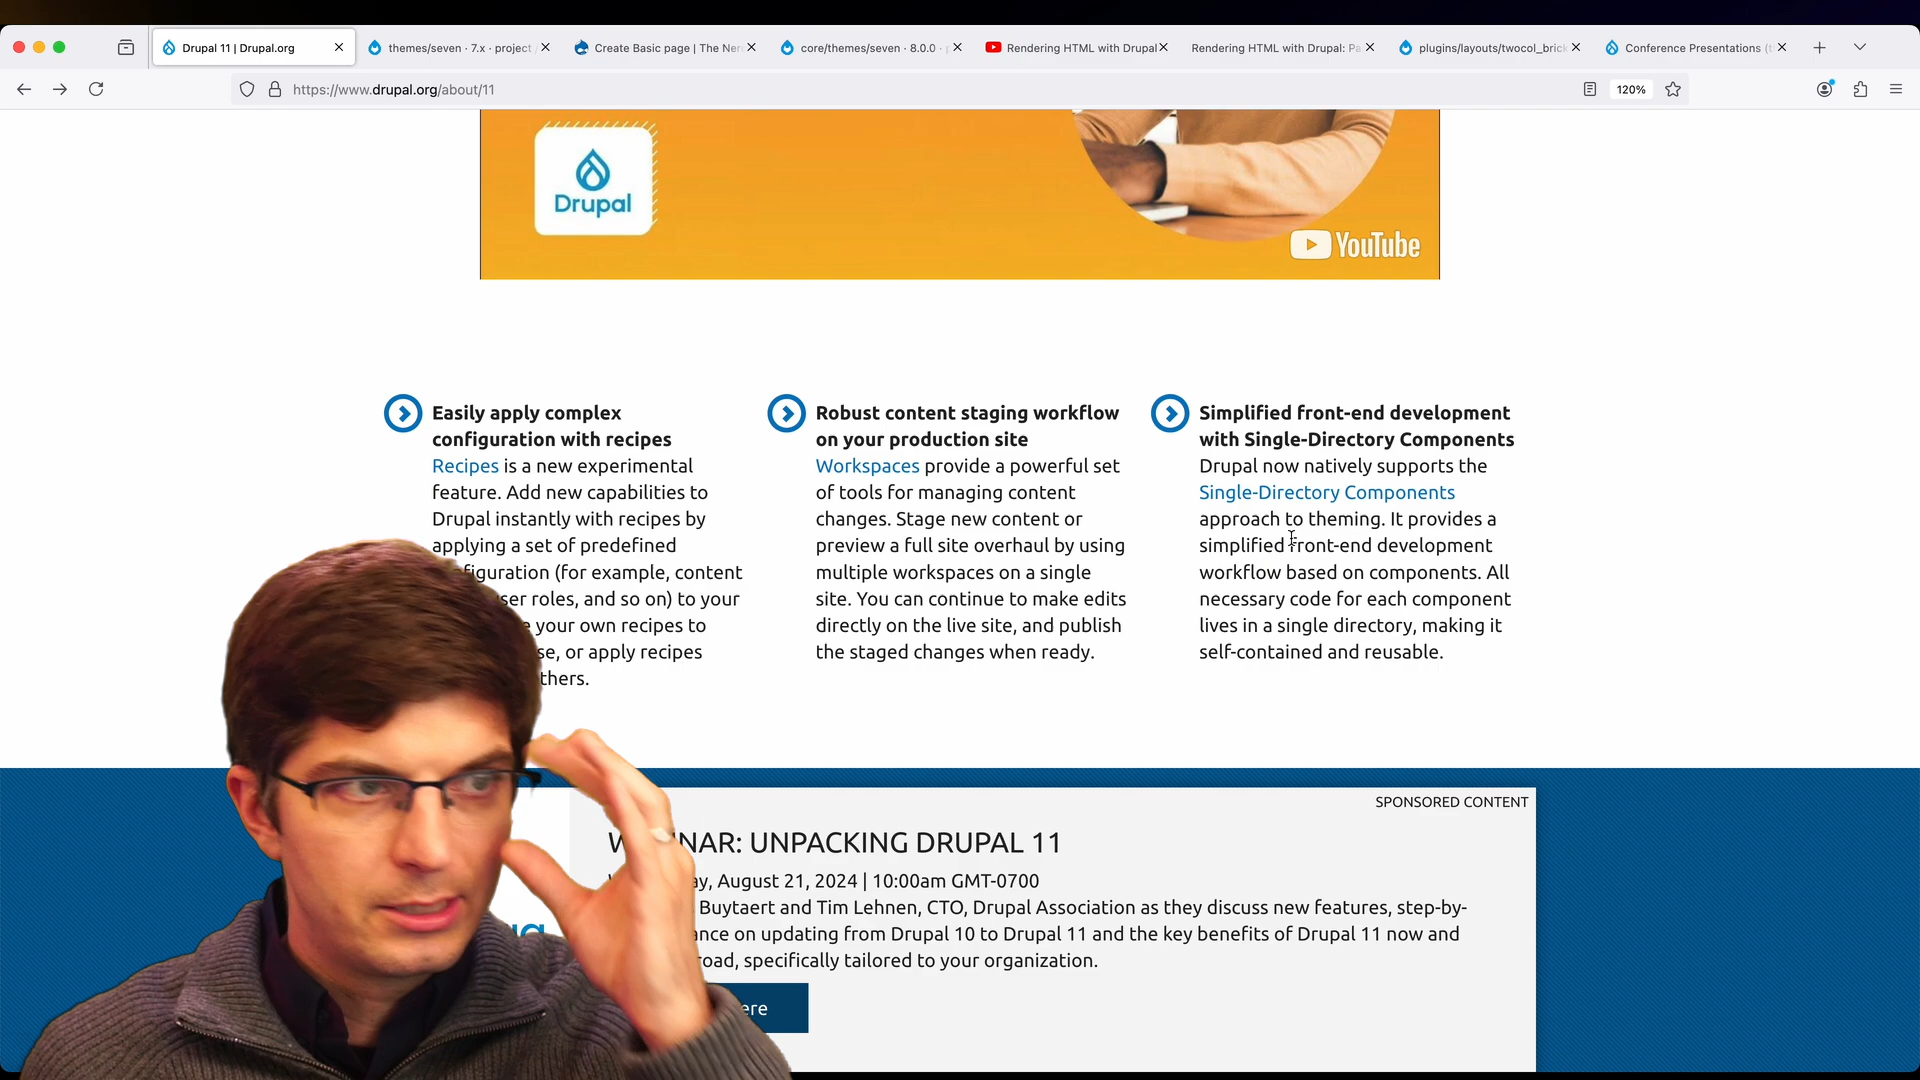 Drupal 11 | Drupal.org
themes/seven · 7.x · project
Create Basic page | The Ner
core/themes/seven · 8.0.0 ·
Rendering HTML with Drupal
Rendering HTML with Drupal: Pa
plugins/layouts/twocol_brick
Conference Presentations (t
https://www.drupal.org/about/11
120%
Drupal
YouTube
Easily apply complex
configuration with recipes
Recipes is a new experimental
feature. Add new capabilities to
Drupal instantly with recipes by
applying a set of predefined
figuration (for example, content
ser roles, and so on) to your
your own recipes to
se, or apply recipes
thers.
Robust content staging workflow
on your production site
Workspaces provide a powerful set
of tools for managing content
changes. Stage new content or
preview a full site overhaul by using
multiple workspaces on a single
site. You can continue to make edits
directly on the live site, and publish
the staged changes when ready.
Simplified front-end development
with Single-Directory Components
Drupal now natively supports the
Single-Directory Components
approach to theming. It provides a
simplified front-end development
workflow based on components. All
necessary code for each component
lives in a single directory, making it
self-contained and reusable.
SPONSORED CONTENT
NAR: UNPACKING DRUPAL 11
ay, August 21, 2024 | 10:00am GMT-0700
Buytaert and Tim Lehnen, CTO, Drupal Association as they discuss new features, step-by-
ance on updating from Drupal 10 to Drupal 11 and the key benefits of Drupal 11 now and
road, specifically tailored to your organization.
ere